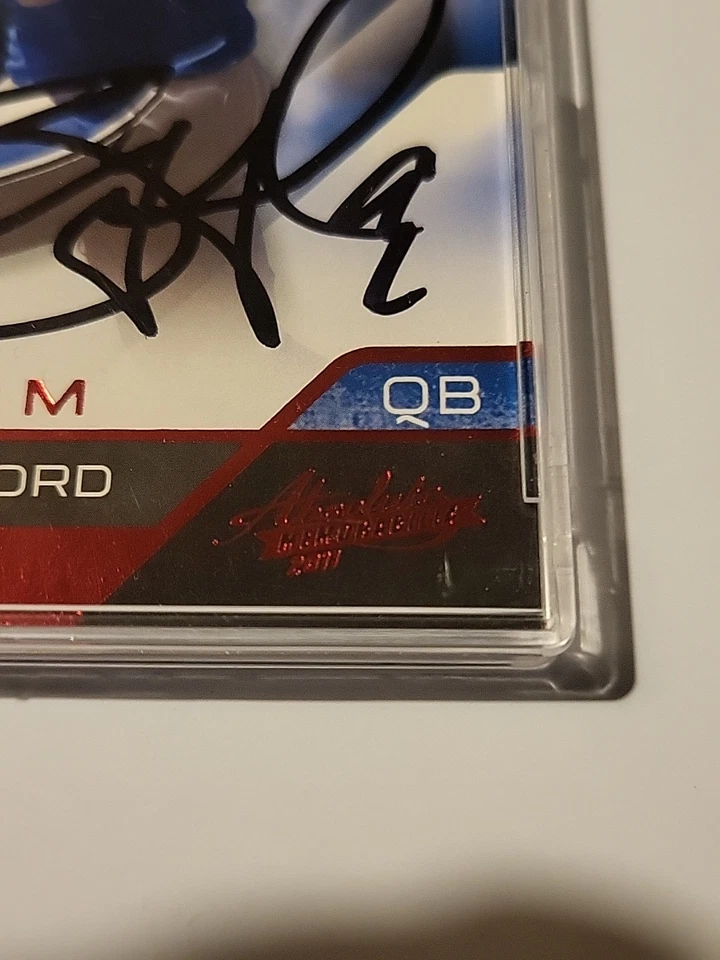 M
QB
ORD
Absolute
MEMORABILIA
2011